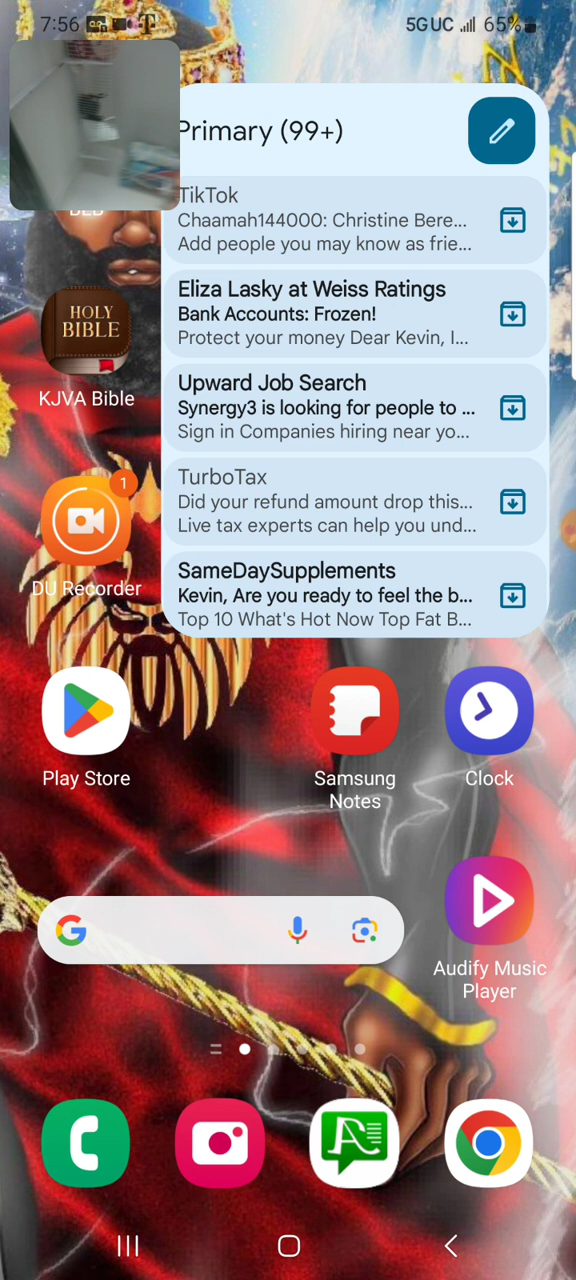 7:56
5G UC
65%
Primary (99+)
TikTok
Chaamah144000: Christine Bere...
Add people you may know as frie...
Eliza Lasky at Weiss Ratings
Bank Accounts: Frozen!
Protect your money Dear Kevin, I...
HOLY
BIBLE
KJVA Bible
Upward Job Search
Synergy3 is looking for people to ...
Sign in Companies hiring near yo...
TurboTax
Did your refund amount drop this...
Live tax experts can help you und...
1
DU Recorder
SameDaySupplements
Kevin, Are you ready to feel the b...
Top 10 What's Hot Now Top Fat B...
Play Store
Samsung
Notes
Clock
Audify Music
Player